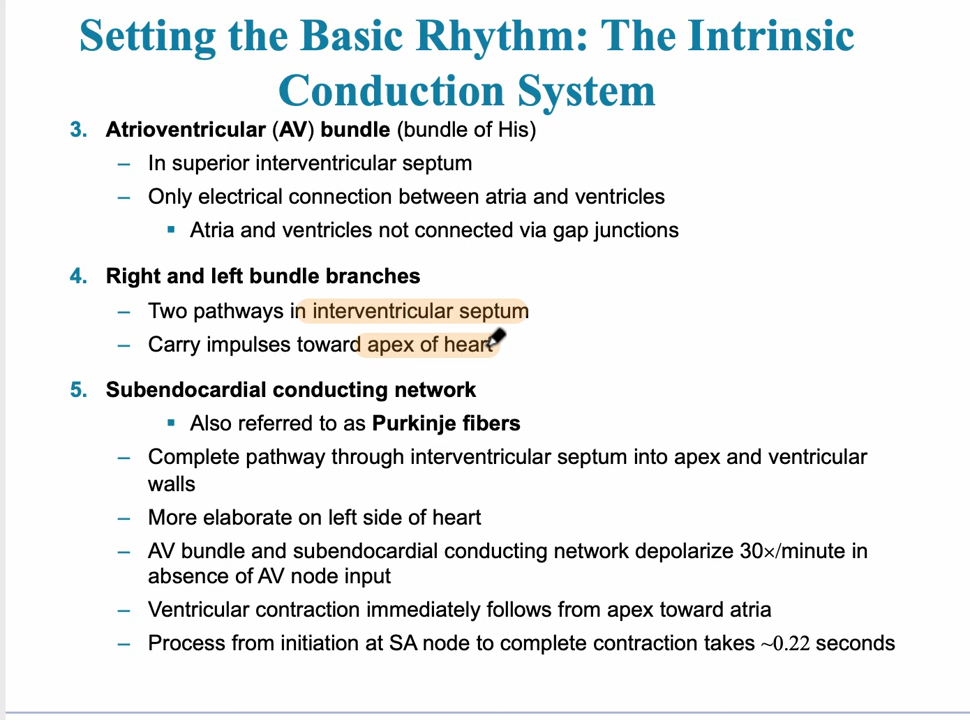 Setting the Basic Rhythm: The Intrinsic
Conduction System
3. Atrioventricular (AV) bundle (bundle of His)
– In superior interventricular septum
– Only electrical connection between atria and ventricles
▪ Atria and ventricles not connected via gap junctions
4. Right and left bundle branches
– Two pathways in interventricular septum
– Carry impulses toward apex of heart
5. Subendocardial conducting network
▪ Also referred to as Purkinje fibers
– Complete pathway through interventricular septum into apex and ventricular
walls
– More elaborate on left side of heart
– AV bundle and subendocardial conducting network depolarize 30×/minute in
absence of AV node input
– Ventricular contraction immediately follows from apex toward atria
– Process from initiation at SA node to complete contraction takes ~0.22 seconds